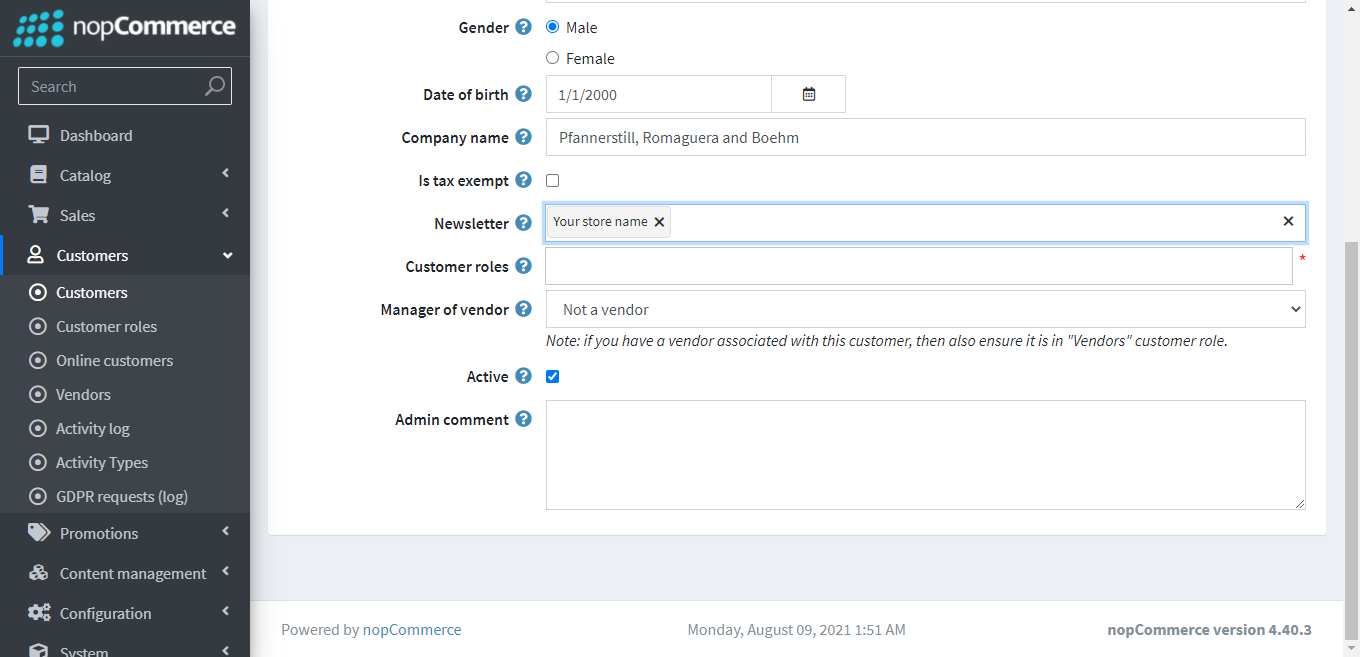 nopCommerce
Search
Dashboard
Catalog
Sales
Customers
Customers
Customer roles
Online customers
Vendors
Activity log
Activity Types
GDPR requests (log)
Promotions
Content management
Configuration
System
Gender ? Male
Female
Date of birth ? 1/1/2000
Company name ? Pfannerstill, Romaguera and Boehm
Is tax exempt ?
Newsletter ? Your store name × ×
Customer roles ? *
Manager of vendor ? Not a vendor
Note: if you have a vendor associated with this customer, then also ensure it is in "Vendors" customer role.
Active ?
Admin comment ?
Powered by nopCommerce Monday, August 09, 2021 1:51 AM nopCommerce version 4.40.3